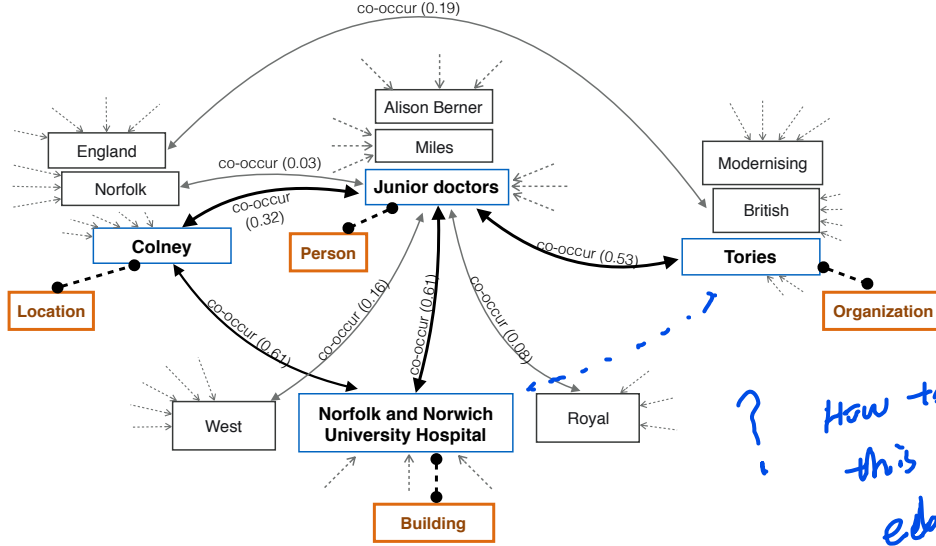 co-occur (0.19)
Alison Berner
England
Miles
Modernising
co-occur (0.03)
Norfolk
Junior doctors
co-occur
(0.32)
British
Colney
Person
co-occur (0.53)
Tories
Location
co-occur (0.16)
co-occur (0.61)
co-occur (0.08)
Organization
co-occur (0.61)
West
Norfolk and Norwich
University Hospital
Royal
? How
this
Building